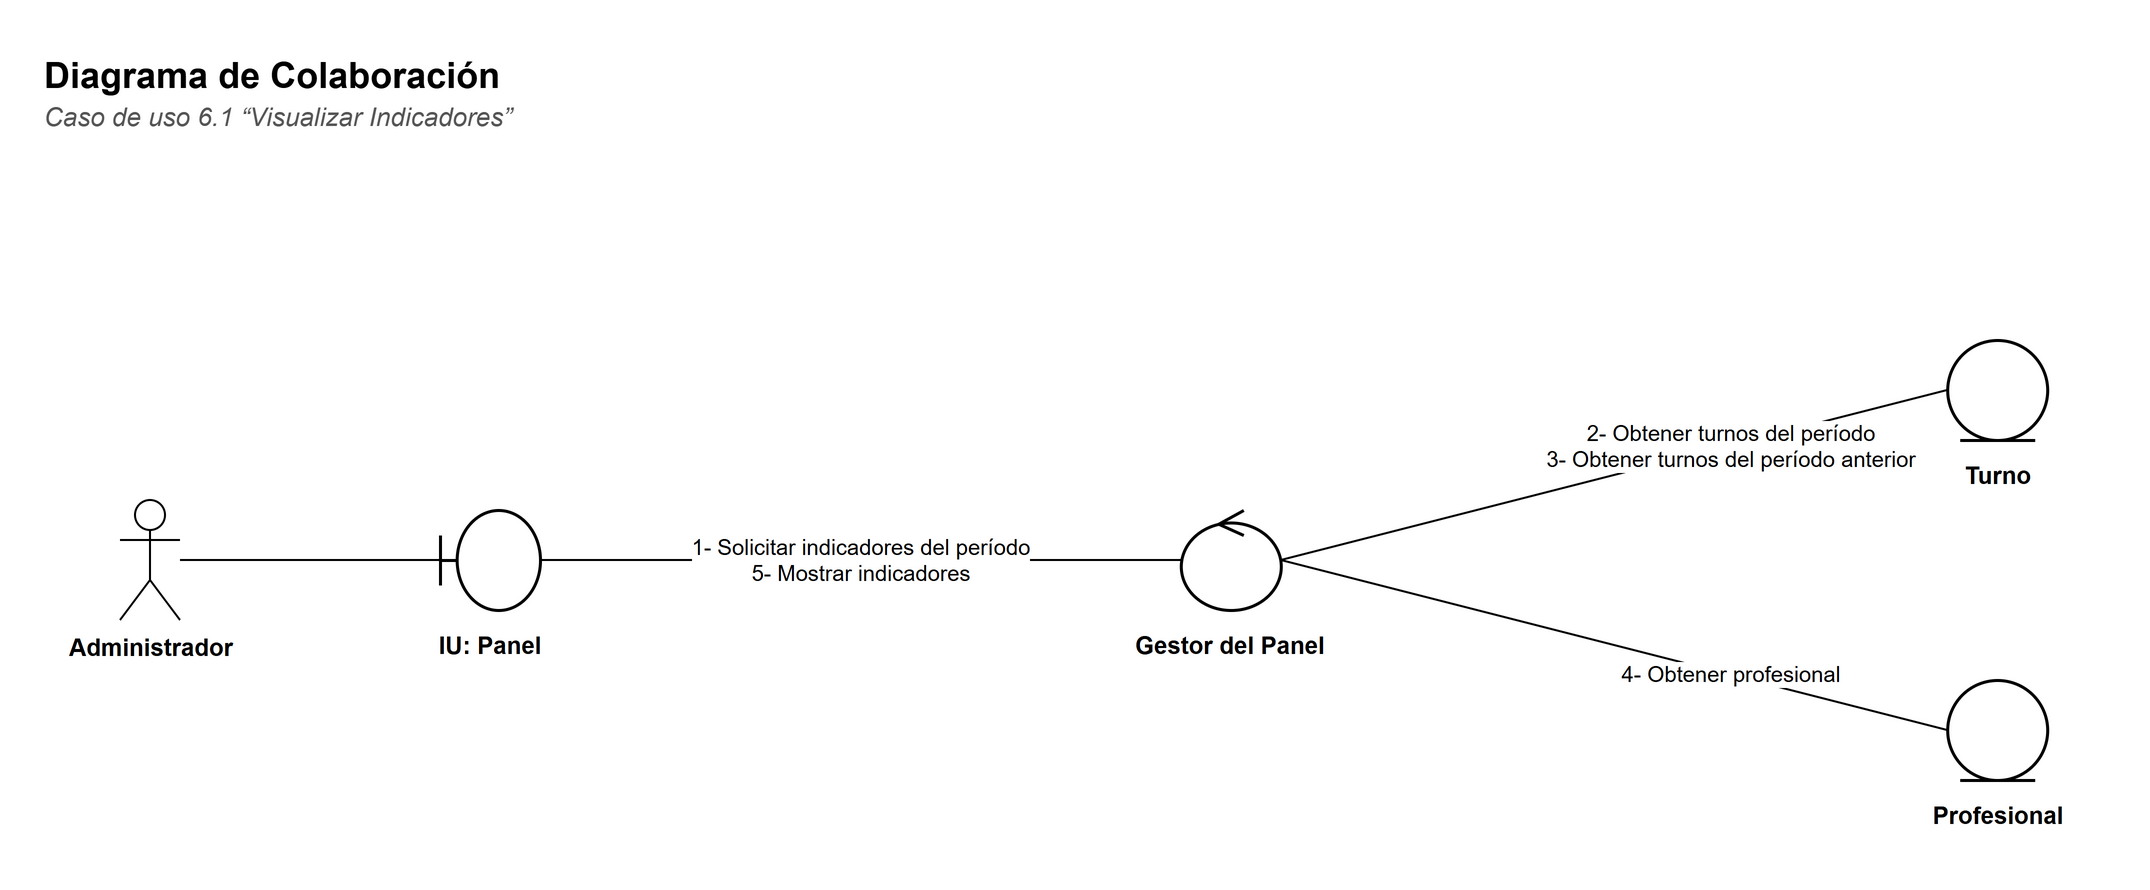 Diagrama de Colaboración
Caso de uso 6.1 “Visualizar Indicadores”
2- Obtener turnos del período
3- Obtener turnos del período anterior
Turno
1- Solicitar indicadores del período
5- Mostrar indicadores
Administrador
IU: Panel
Gestor del Panel
4- Obtener profesional
Profesional